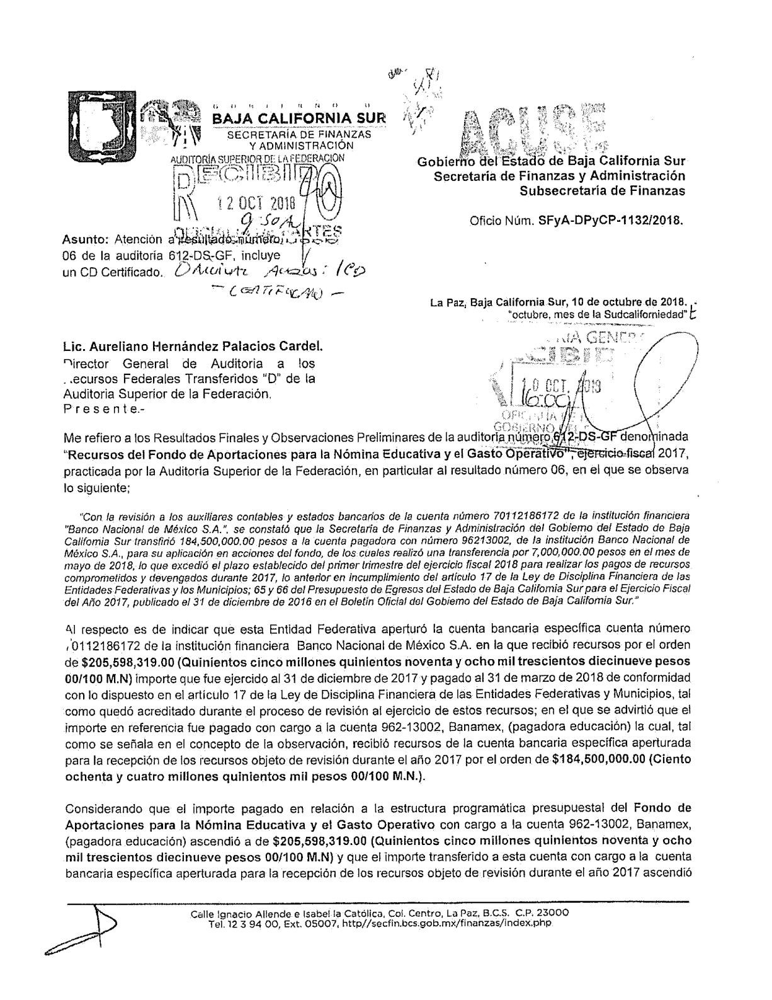 GOBIERNO D
BAJA CALIFORNIA SUR
SECRETARÍA DE FINANZAS
Y ADMINISTRACIÓN
AUDITORÍA SUPERIOR DE LA FEDERACIÓN
RECIBIDO
12 OCT 2018
9:50A
ACUSE
Gobierno del Estado de Baja California Sur
Secretaría de Finanzas y Administración
Subsecretaría de Finanzas
Oficio Núm. SFyA-DPyCP-1132/2018.
Asunto: Atención a resultado número
06 de la auditoría 612-DS-GF, incluye
un CD Certificado.
- CERTIFICADO -
La Paz, Baja California Sur, 10 de octubre de 2018.
"octubre, mes de la Sudcaliforniedad"
Lic. Aureliano Hernández Palacios Cardel.
Director General de Auditoria a los
.ecursos Federales Transferidos "D" de la
Auditoria Superior de la Federación.
Presente.-
10 OCT. 2018
16:00
Me refiero a los Resultados Finales y Observaciones Preliminares de la auditoría número 612-DS-GF denominada
"Recursos del Fondo de Aportaciones para la Nómina Educativa y el Gasto Operativo", ejercicio fiscal 2017,
practicada por la Auditoría Superior de la Federación, en particular al resultado número 06, en el que se observa
lo siguiente;
"Con la revisión a los auxiliares contables y estados bancarios de la cuenta número 70112186172 de la institución financiera
"Banco Nacional de México S.A.", se constató que la Secretaría de Finanzas y Administración del Gobierno del Estado de Baja
California Sur transfirió 184,500,000.00 pesos a la cuenta pagadora con número 96213002, de la institución Banco Nacional de
México S.A., para su aplicación en acciones del fondo, de los cuales realizó una transferencia por 7,000,000.00 pesos en el mes de
mayo de 2018, lo que excedió el plazo establecido del primer trimestre del ejercicio fiscal 2018 para realizar los pagos de recursos
comprometidos y devengados durante 2017, lo anterior en incumplimiento del artículo 17 de la Ley de Disciplina Financiera de las
Entidades Federativas y los Municipios; 65 y 66 del Presupuesto de Egresos del Estado de Baja California Sur para el Ejercicio Fiscal
del Año 2017, publicado el 31 de diciembre de 2016 en el Boletin Oficial del Gobierno del Estado de Baja California Sur."
Al respecto es de indicar que esta Entidad Federativa aperturó la cuenta bancaria específica cuenta número
70112186172 de la institución financiera Banco Nacional de México S.A. en la que recibió recursos por el orden
de $205,598,319.00 (Quinientos cinco millones quinientos noventa y ocho mil trescientos diecinueve pesos
00/100 M.N) importe que fue ejercido al 31 de diciembre de 2017 y pagado al 31 de marzo de 2018 de conformidad
con lo dispuesto en el artículo 17 de la Ley de Disciplina Financiera de las Entidades Federativas y Municipios, tal
como quedó acreditado durante el proceso de revisión al ejercicio de estos recursos; en el que se advirtió que el
importe en referencia fue pagado con cargo a la cuenta 962-13002, Banamex, (pagadora educación) la cual, tal
como se señala en el concepto de la observación, recibió recursos de la cuenta bancaria específica aperturada
para la recepción de los recursos objeto de revisión durante el año 2017 por el orden de $184,500,000.00 (Ciento
ochenta y cuatro millones quinientos mil pesos 00/100 M.N.).
Considerando que el importe pagado en relación a la estructura programática presupuestal del Fondo de
Aportaciones para la Nómina Educativa y el Gasto Operativo con cargo a la cuenta 962-13002, Banamex,
(pagadora educación) ascendió a de $205,598,319.00 (Quinientos cinco millones quinientos noventa y ocho
mil trescientos diecinueve pesos 00/100 M.N) y que el importe transferido a esta cuenta con cargo a la cuenta
bancaria específica aperturada para la recepción de los recursos objeto de revisión durante el año 2017 ascendió
Calle Ignacio Allende e Isabel la Católica, Col. Centro, La Paz, B.C.S. C.P. 23000
Tel. 12 3 94 00, Ext. 05007, http//secfin.bcs.gob.mx/finanzas/index.php